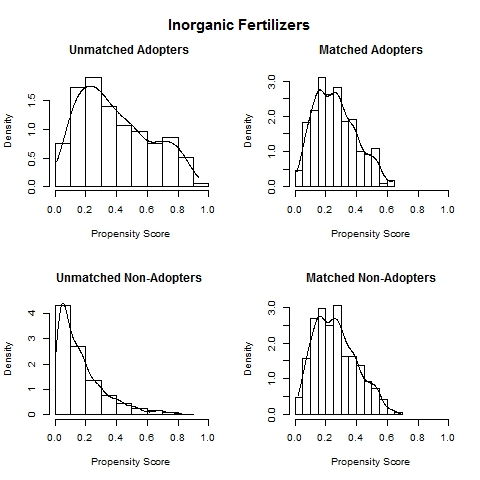 Inorganic Fertilizers
Unmatched Adopters
Density
0.0 0.5 1.0 1.5
0.0 0.2 0.4 0.6 0.8 1.0
Propensity Score
Matched Adopters
Density
0.0 1.0 2.0 3.0
0.0 0.2 0.4 0.6 0.8 1.0
Propensity Score
Unmatched Non-Adopters
Density
0 1 2 3 4
0.0 0.2 0.4 0.6 0.8 1.0
Propensity Score
Matched Non-Adopters
Density
0.0 1.0 2.0 3.0
0.0 0.2 0.4 0.6 0.8 1.0
Propensity Score